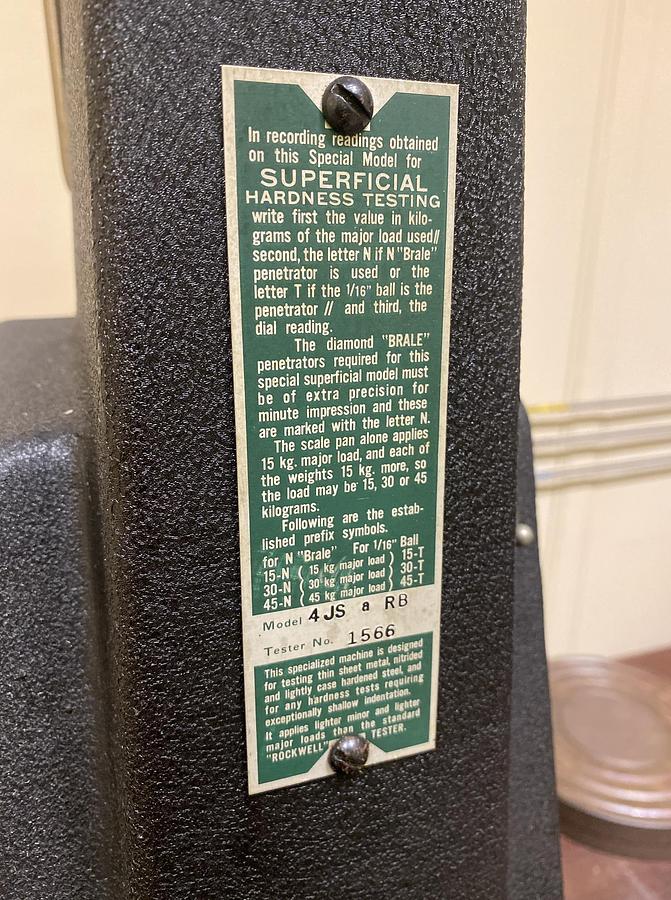 In recording readings obtained
on this Special Model for
SUPERFICIAL
HARDNESS TESTING
write first the value in kilo-
grams of the major load used//
second, the letter N if N "Brale"
penetrator is used or the
letter T if the 1/16" ball is the
penetrator // and third, the
dial reading.
The diamond "BRALE"
penetrators required for this
special superficial model must
be of extra precision for
minute impression and these
are marked with the letter N.
The scale pan alone applies
15 kg. major load, and each of
the weights 15 kg. more, so
the load may be 15, 30 or 45
kilograms.
Following are the estab-
lished prefix symbols.
for N "Brale" For 1/16" Ball
15-N ( 15 kg major load ) 15-T
30-N ( 30 kg major load ) 30-T
45-N ( 45 kg major load ) 45-T
Model 4JS a RB
Tester No. 1566
This specialized machine is designed
for testing thin sheet metal, nitrided
and lightly case hardened steel, and
for any hardness tests requiring
exceptionally shallow indentation.
It applies lighter minor and lighter
major loads than the standard
"ROCKWELL" TESTER.